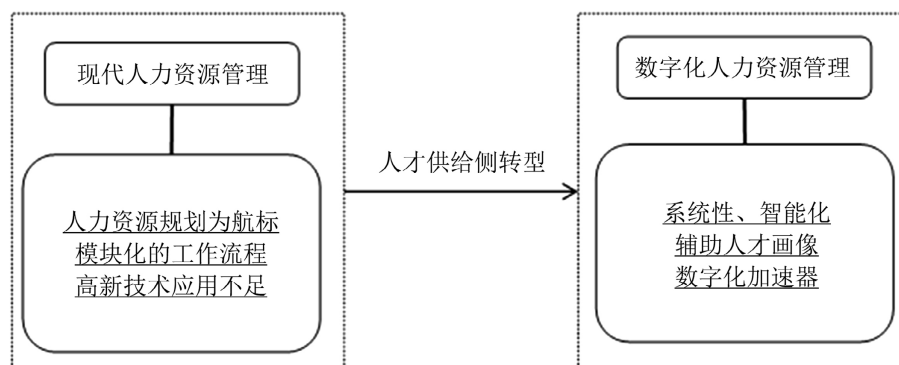 现代人力资源管理
人力资源规划为航标
模块化的工作流程
高新技术应用不足
人才供给侧转型
数字化人力资源管理
系统性、智能化
辅助人才画像
数字化加速器